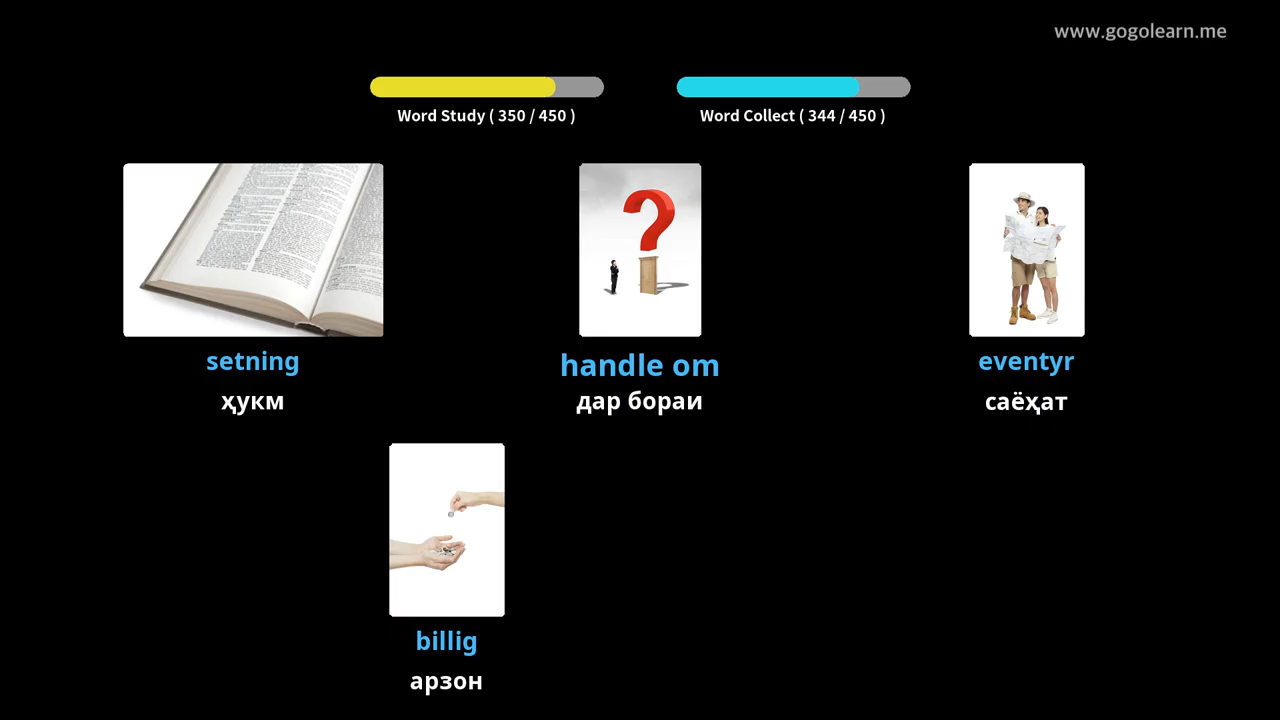 www.gogolearn.me
Word Study ( 350 / 450 )
Word Collect ( 344 / 450 )
setning
ҳукм
handle om
дар бораи
eventyr
саёҳат
billig
арзон